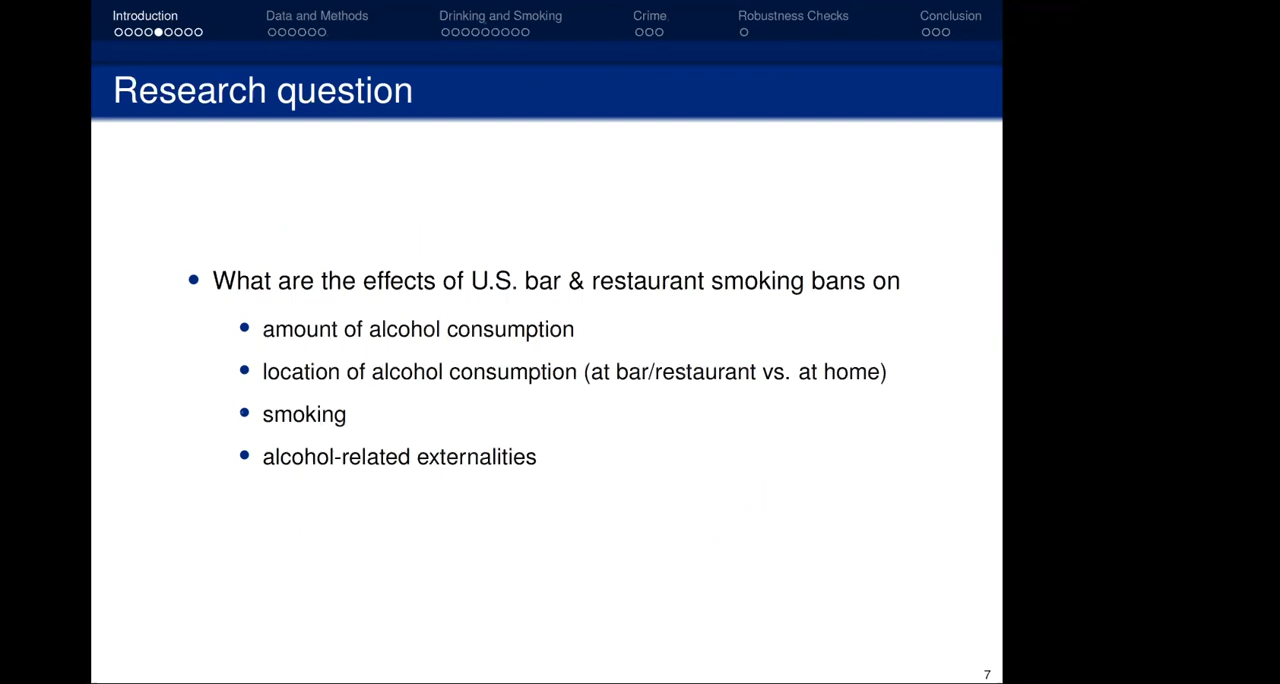 Introduction Data and Methods Drinking and Smoking Crime Robustness Checks Conclusion
Research question
What are the effects of U.S. bar & restaurant smoking bans on
amount of alcohol consumption
location of alcohol consumption (at bar/restaurant vs. at home)
smoking
alcohol-related externalities
7